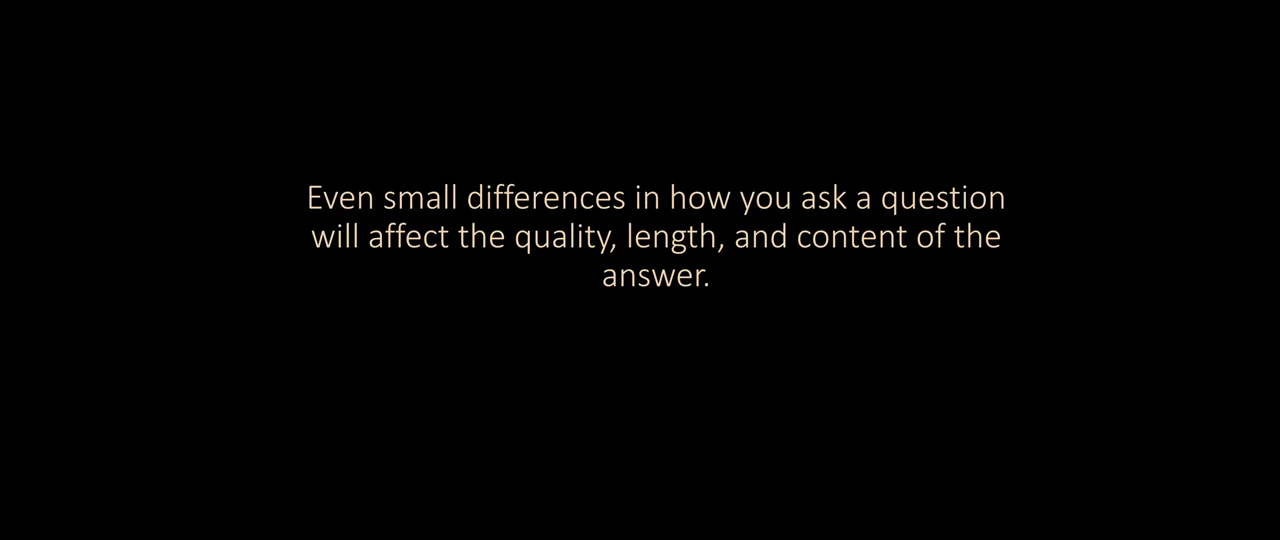 Even small differences in how you ask a question
will affect the quality, length, and content of the
answer.